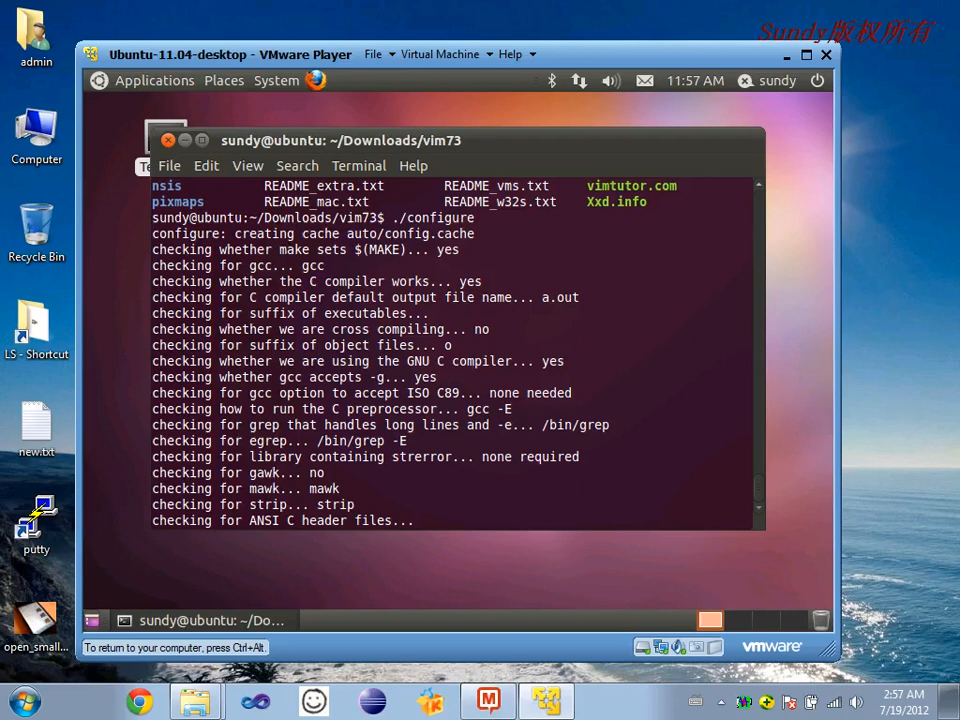 Sundy版权所有
admin
Computer
Recycle Bin
LS - Shortcut
new.txt
putty
open_small...
Ubuntu-11.04-desktop - VMware Player File Virtual Machine Help
Applications Places System 11:57 AM sundy
Te
sundy@ubuntu: ~/Downloads/vim73
File Edit View Search Terminal Help
nsis README_extra.txt README_vms.txt vimtutor.com
pixmaps README_mac.txt README_w32s.txt Xxd.info
sundy@ubuntu:~/Downloads/vim73$ ./configure
configure: creating cache auto/config.cache
checking whether make sets $(MAKE)... yes
checking for gcc... gcc
checking whether the C compiler works... yes
checking for C compiler default output file name... a.out
checking for suffix of executables...
checking whether we are cross compiling... no
checking for suffix of object files... o
checking whether we are using the GNU C compiler... yes
checking whether gcc accepts -g... yes
checking for gcc option to accept ISO C89... none needed
checking how to run the C preprocessor... gcc -E
checking for grep that handles long lines and -e... /bin/grep
checking for egrep... /bin/grep -E
checking for library containing strerror... none required
checking for gawk... no
checking for mawk... mawk
checking for strip... strip
checking for ANSI C header files...
sundy@ubuntu: ~/Do...
To return to your computer, press Ctrl+Alt.
vmware
M
2:57 AM
7/19/2012